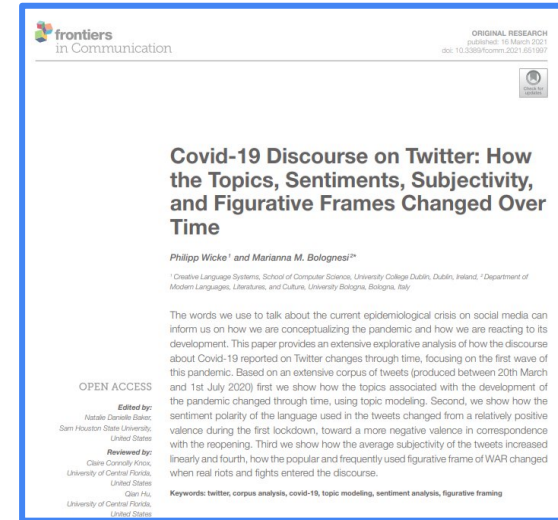 frontiers
in Communication
ORIGINAL RESEARCH
published: 16 March 2021
doi: 10.3389/fcomm.2021.651997
Check for
updates
Covid-19 Discourse on Twitter: How
the Topics, Sentiments, Subjectivity,
and Figurative Frames Changed Over
Time
Philipp Wicke¹ and Marianna M. Bolognesi²*
¹ Creative Language Systems, School of Computer Science, University College Dublin, Dublin, Ireland, ² Department of
Modern Languages, Literatures, and Culture, University Bologna, Bologna, Italy
The words we use to talk about the current epidemiological crisis on social media can
inform us on how we are conceptualizing the pandemic and how we are reacting to its
development. This paper provides an extensive explorative analysis of how the discourse
about Covid-19 reported on Twitter changes through time, focusing on the first wave of
this pandemic. Based on an extensive corpus of tweets (produced between 20th March
and 1st July 2020) first we show how the topics associated with the development of
the pandemic changed through time, using topic modeling. Second, we show how the
sentiment polarity of the language used in the tweets changed from a relatively positive
valence during the first lockdown, toward a more negative valence in correspondence
with the reopening. Third we show how the average subjectivity of the tweets increased
linearly and fourth, how the popular and frequently used figurative frame of WAR changed
when real riots and fights entered the discourse.
Keywords: twitter, corpus analysis, covid-19, topic modeling, sentiment analysis, figurative framing
OPEN ACCESS
Edited by:
Natalie Danielle Baker,
Sam Houston State University,
United States
Reviewed by:
Claire Connolly Knox,
University of Central Florida,
United States
Qian Hu,
University of Central Florida,
United States